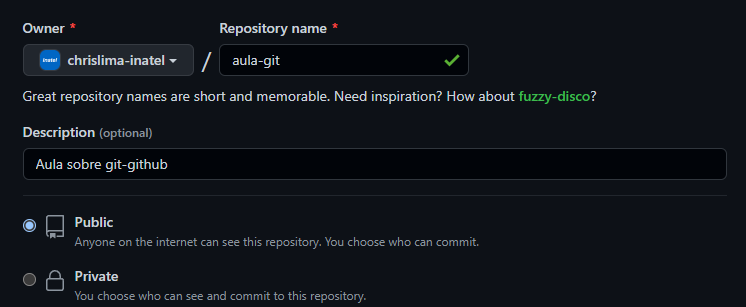 Owner * Repository name *
inatel chrislima-inatel / aula-git
Great repository names are short and memorable. Need inspiration? How about fuzzy-disco?
Description (optional)
Aula sobre git-github
Public
Anyone on the internet can see this repository. You choose who can commit.
Private
You choose who can see and commit to this repository.